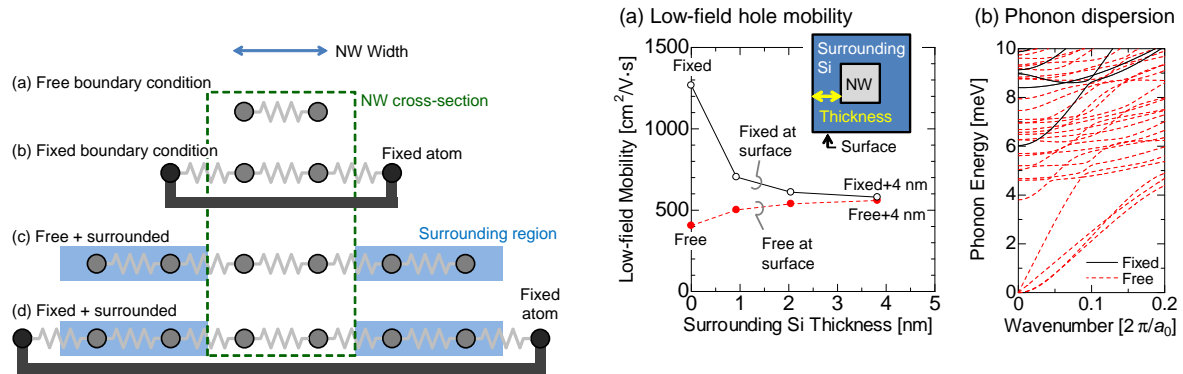 NW Width
(a) Free boundary condition
NW cross-section
(b) Fixed boundary condition
Fixed atom
(c) Free + surrounded
Surrounding region
(d) Fixed + surrounded
Fixed
atom
(a) Low-field hole mobility
Low-field Mobility [cm²/V·s]
1500
1000
500
0
0
1
2
3
4
5
Surrounding Si Thickness [nm]
Fixed
Surrounding
Si
NW
Thickness
Surface
Fixed at
surface
Fixed+4 nm
Free+4 nm
Free
Free at
surface
(b) Phonon dispersion
Phonon Energy [meV]
10
8
6
4
2
0
0
0.1
0.2
Wavenumber [2π/a₀]
Fixed
Free